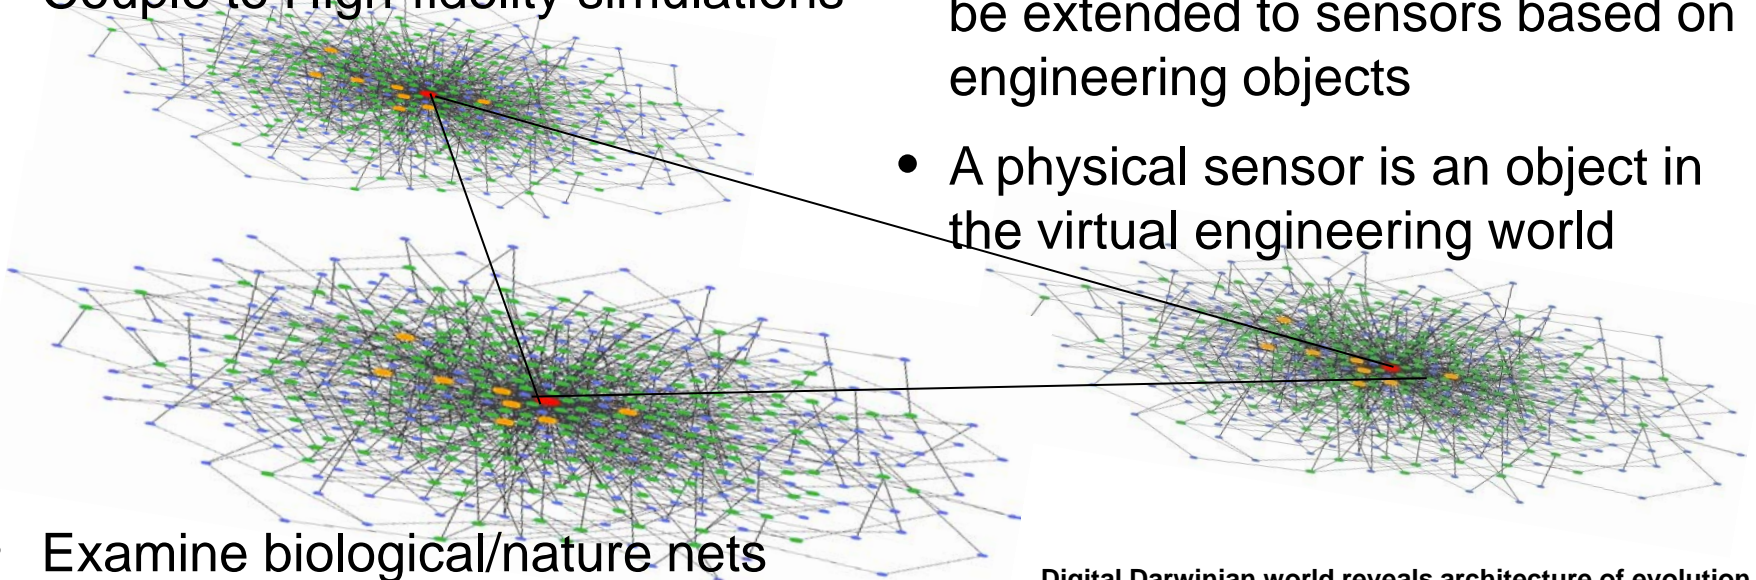 Couple to High-fidelity simulations
Examine biological/nature nets
be extended to sensors based on
engineering objects
• A physical sensor is an object in
the virtual engineering world
Digital Darwinian world reveals architecture of evolution